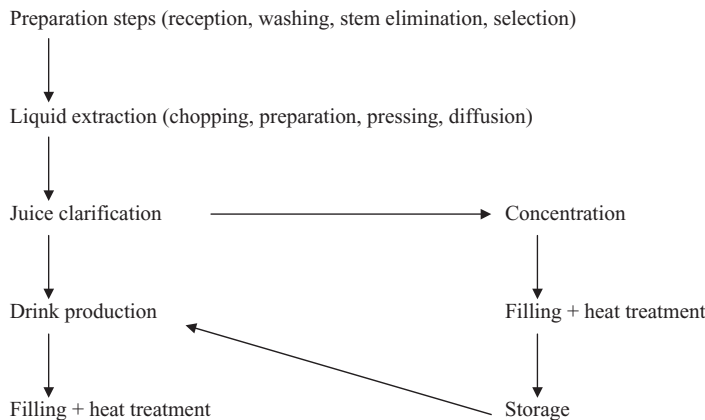 Preparation steps (reception, washing, stem elimination, selection)
Liquid extraction (chopping, preparation, pressing, diffusion)
Juice clarification
Concentration
Drink production
Filling + heat treatment
Filling + heat treatment
Storage